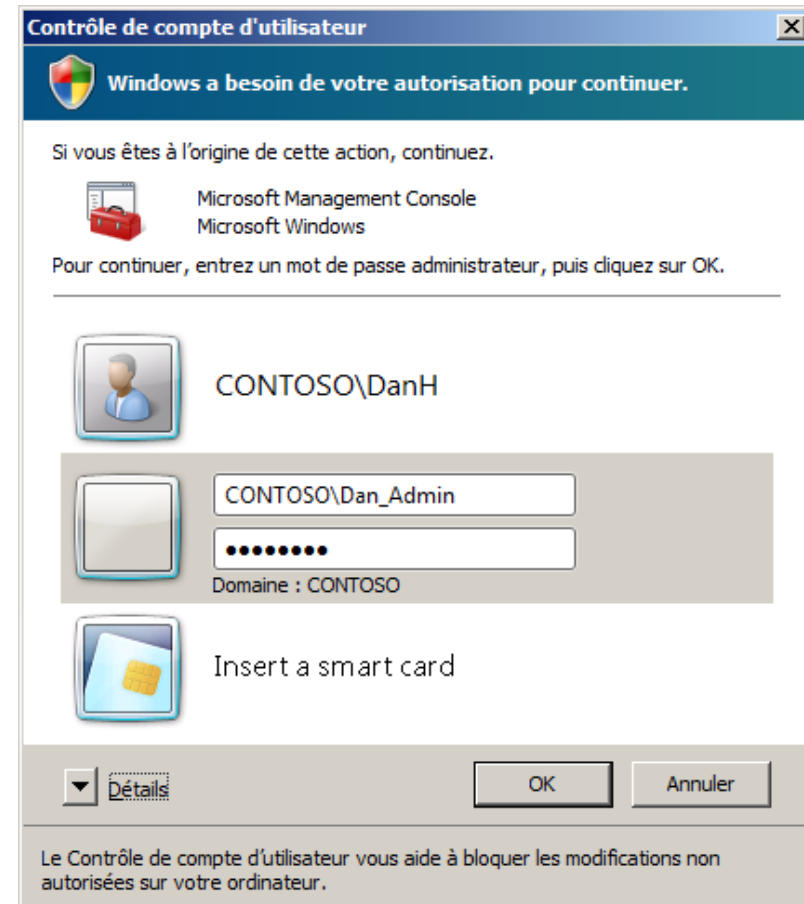 Contrôle de compte d'utilisateur
Windows a besoin de votre autorisation pour continuer.
Si vous êtes à l’origine de cette action, continuez.
Microsoft Management Console
Microsoft Windows
Pour continuer, entrez un mot de passe administrateur, puis cliquez sur OK.
CONTOSO\DanH
CONTOSO\Dan_Admin
●●●●●●●●
Domaine : CONTOSO
Insert a smart card
Détails
OK
Annuler
Le Contrôle de compte d’utilisateur vous aide à bloquer les modifications non
autorisées sur votre ordinateur.